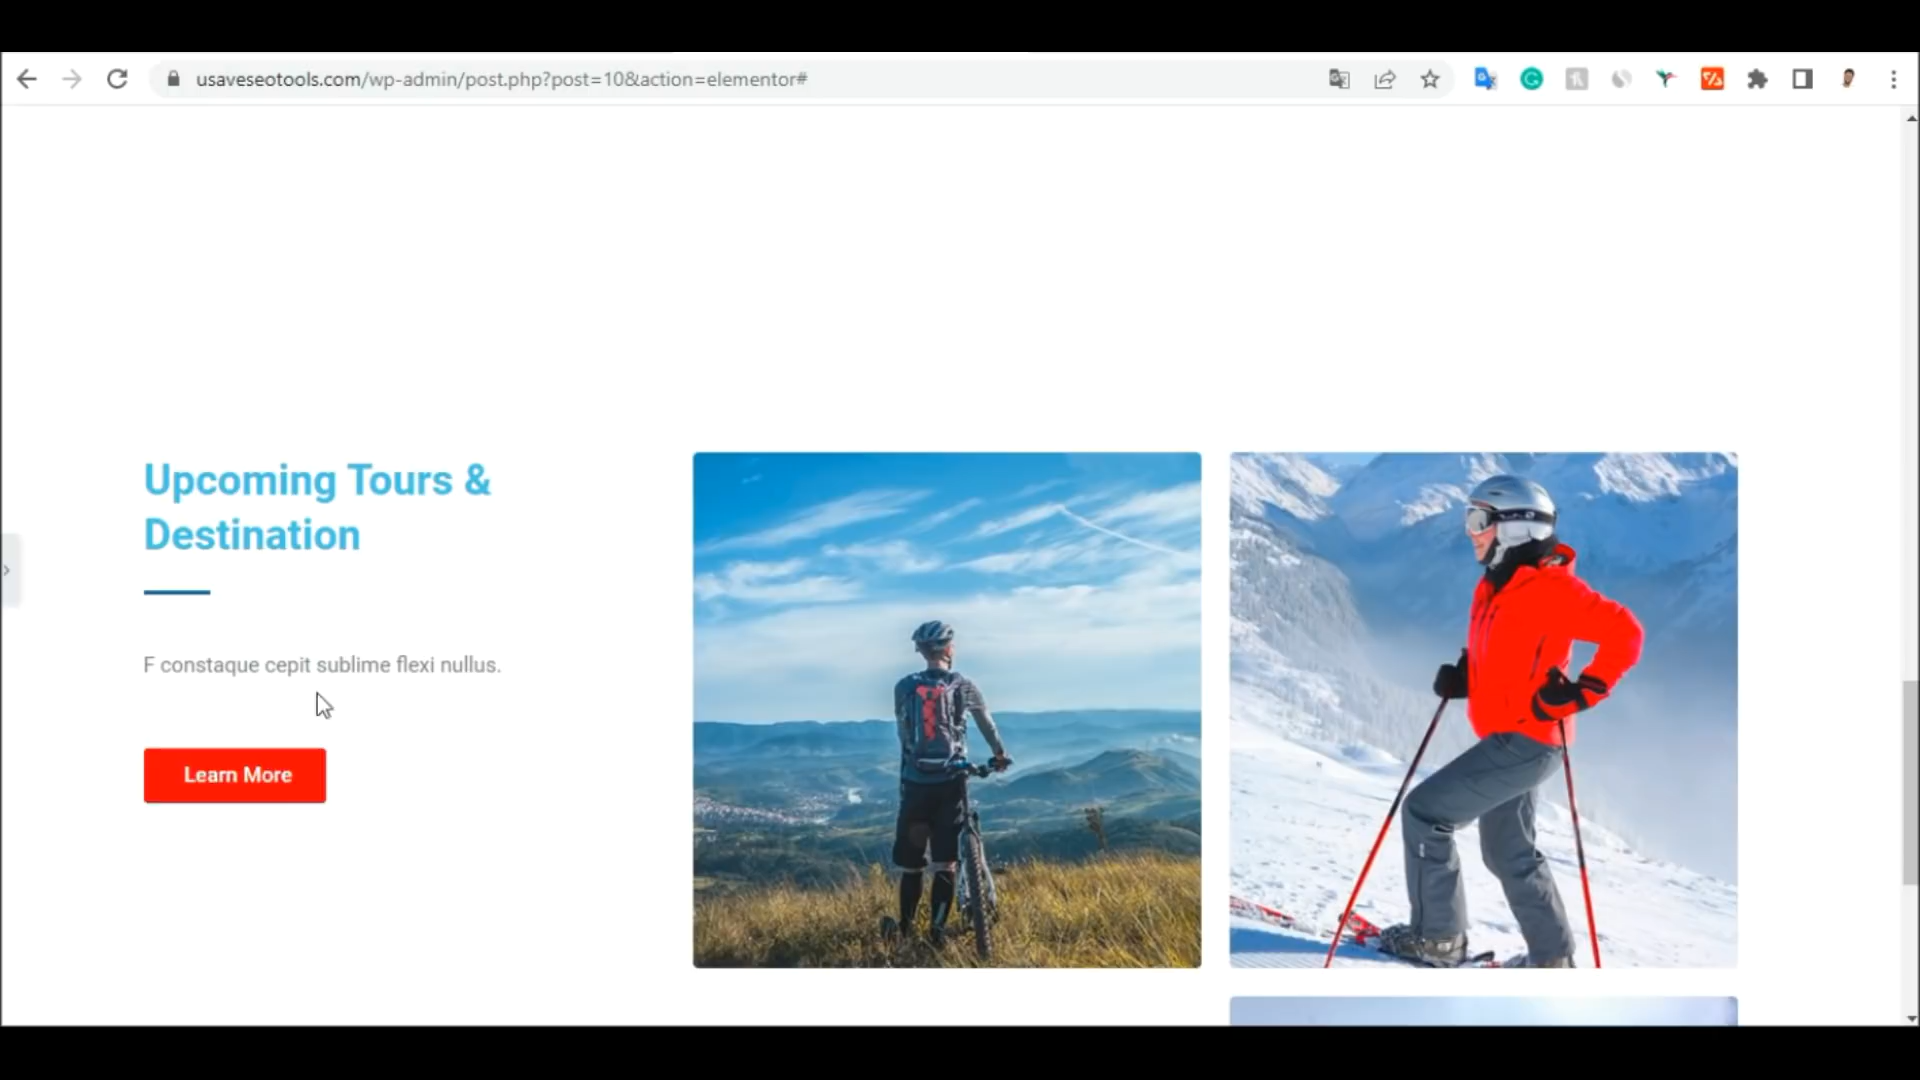 usaveseotools.com/wp-admin/post.php?post=10&action=elementor#
Upcoming Tours &
Destination
F constaque cepit sublime flexi nullus.
Learn More